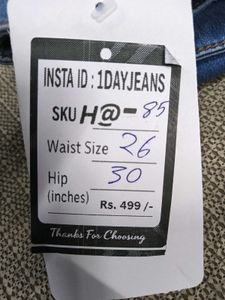 INSTA ID : 1DAYJEANS
SKU H@-85
Waist Size 26
Hip 30
(inches) Rs. 499 /-
Thanks For Choosing